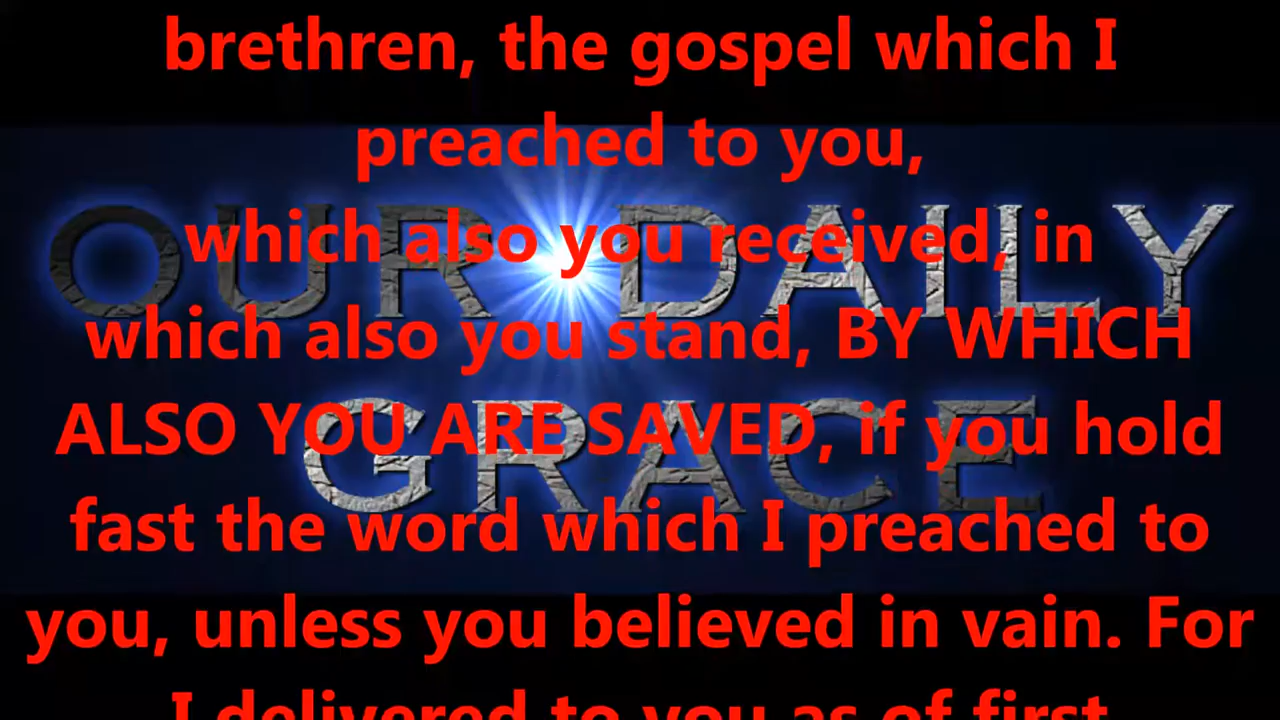 brethren, the gospel which I
preached to you,
which also you received, in
which also you stand, BY WHICH
ALSO YOU ARE SAVED, if you hold
fast the word which I preached to
you, unless you believed in vain. For
I delivered to you as of first
OUR DAILY
GRACE